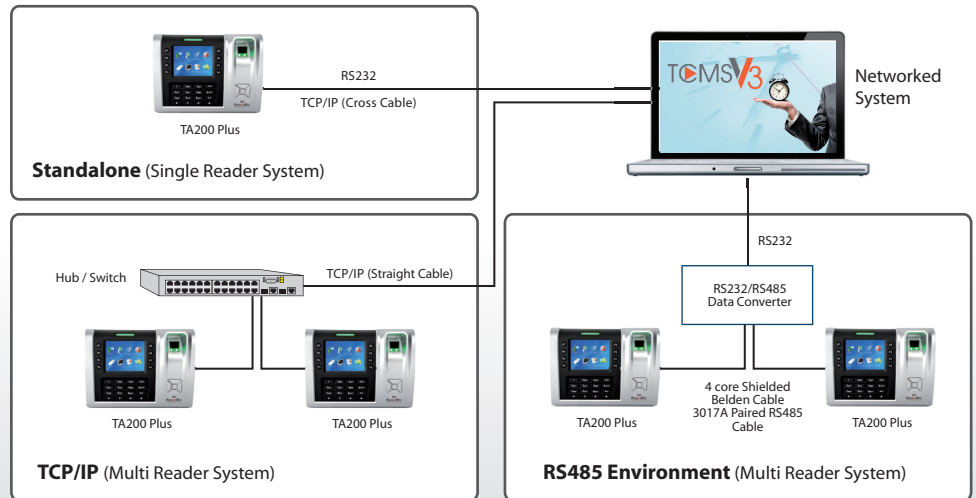 RS232
TCP/IP (Cross Cable)
TA200 Plus
Standalone (Single Reader System)
TCMSV3
Networked
System
Hub / Switch
TCP/IP (Straight Cable)
TA200 Plus
TA200 Plus
TCP/IP (Multi Reader System)
RS232
RS232/RS485
Data Converter
4 core Shielded
Belden Cable
3017A Paired RS485
Cable
TA200 Plus
TA200 Plus
RS485 Environment (Multi Reader System)